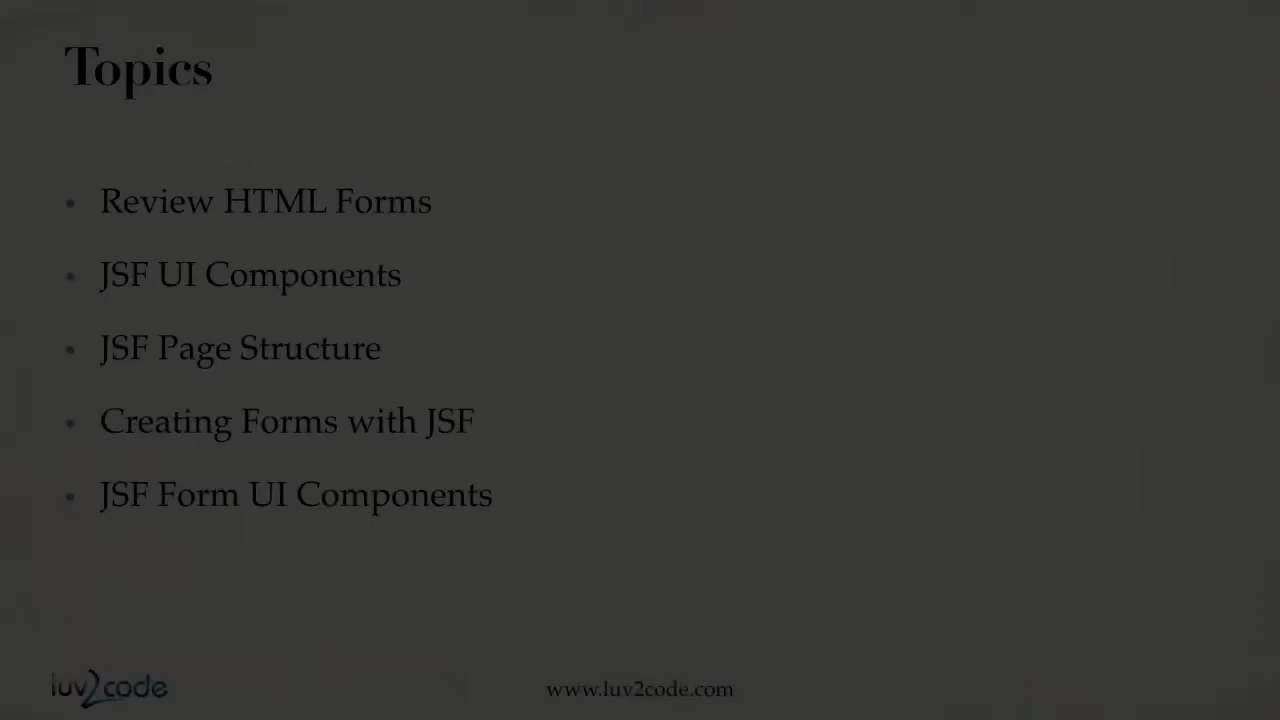 Topics
• Review HTML Forms
• JSF UI Components
• JSF Page Structure
• Creating Forms with JSF
• JSF Form UI Components
luv2code
www.luv2code.com